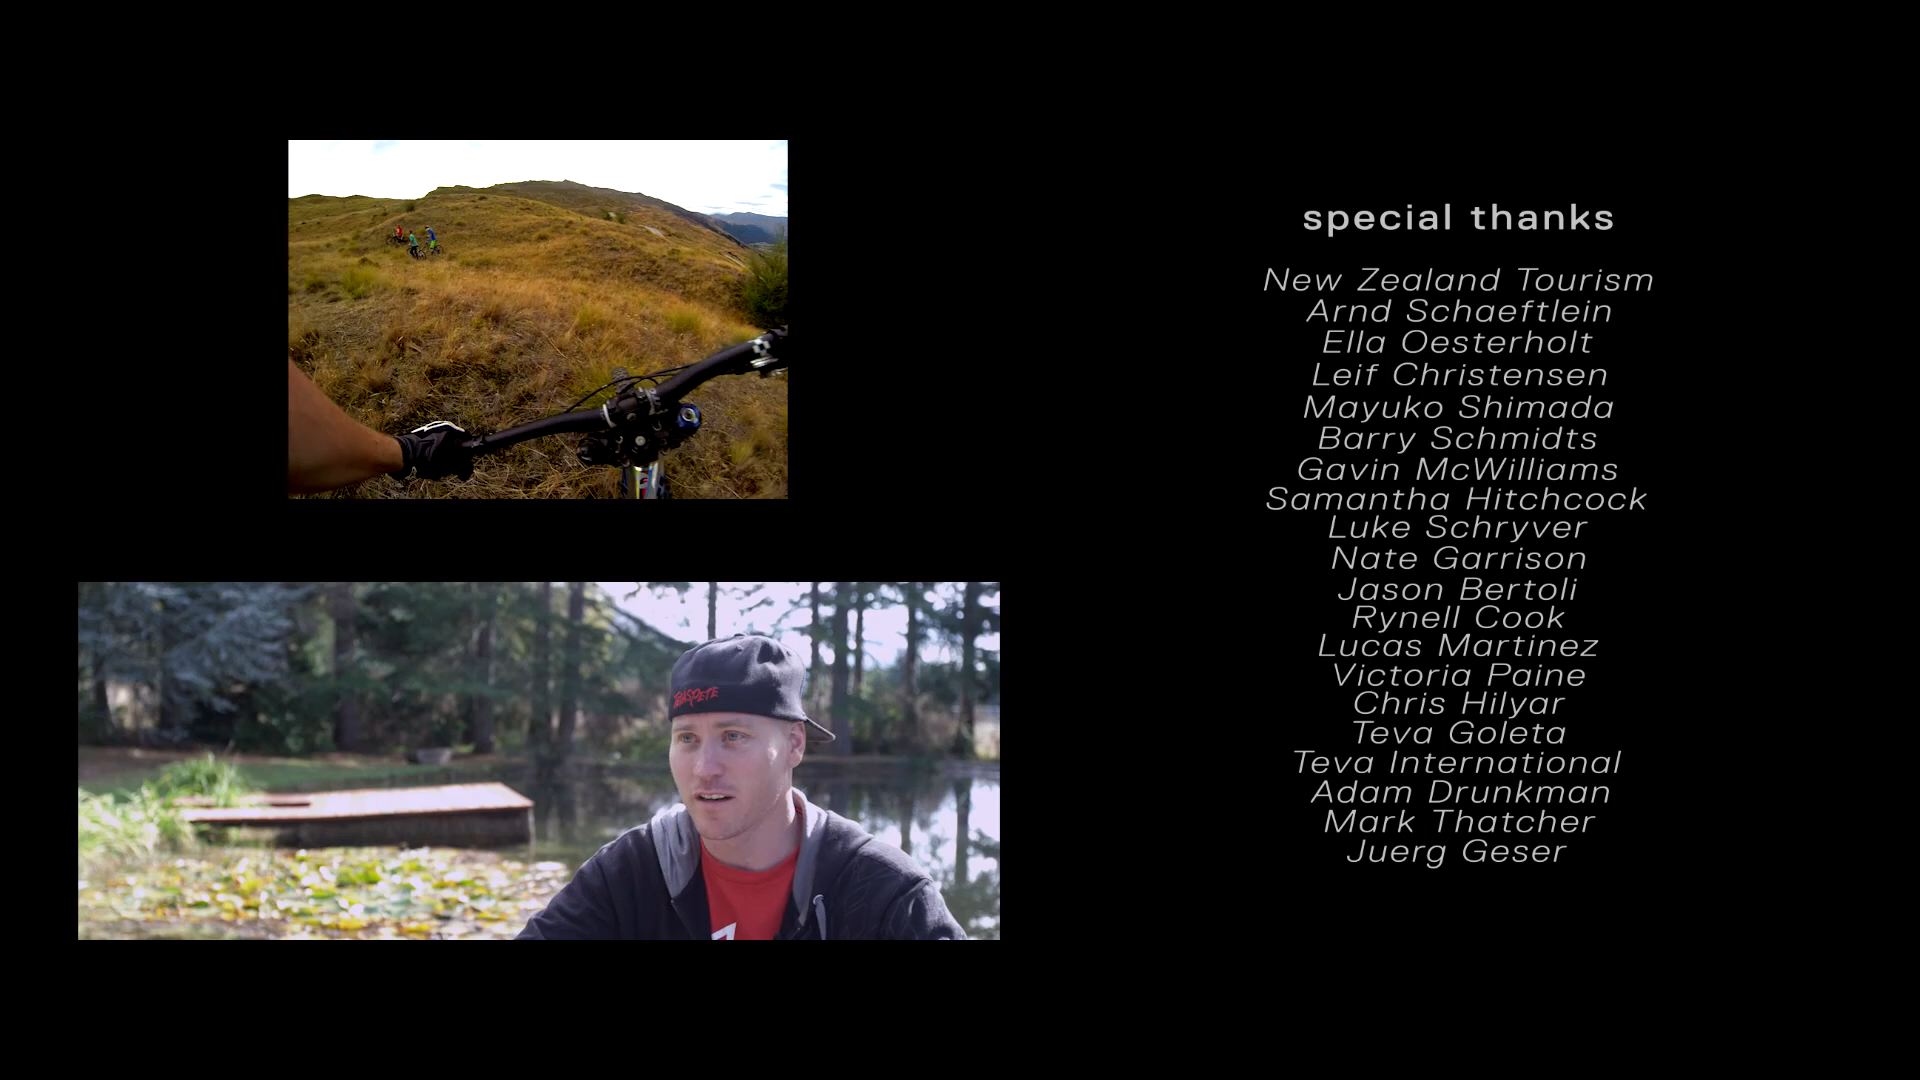 special thanks
New Zealand Tourism
Arnd Schaeftlein
Ella Oesterholt
Leif Christensen
Mayuko Shimada
Barry Schmidts
Gavin McWilliams
Samantha Hitchcock
Luke Schryver
Nate Garrison
Jason Bertoli
Rynell Cook
Lucas Martinez
Victoria Paine
Chris Hilyar
Teva Goleta
Teva International
Adam Drunkman
Mark Thatcher
Juerg Geser